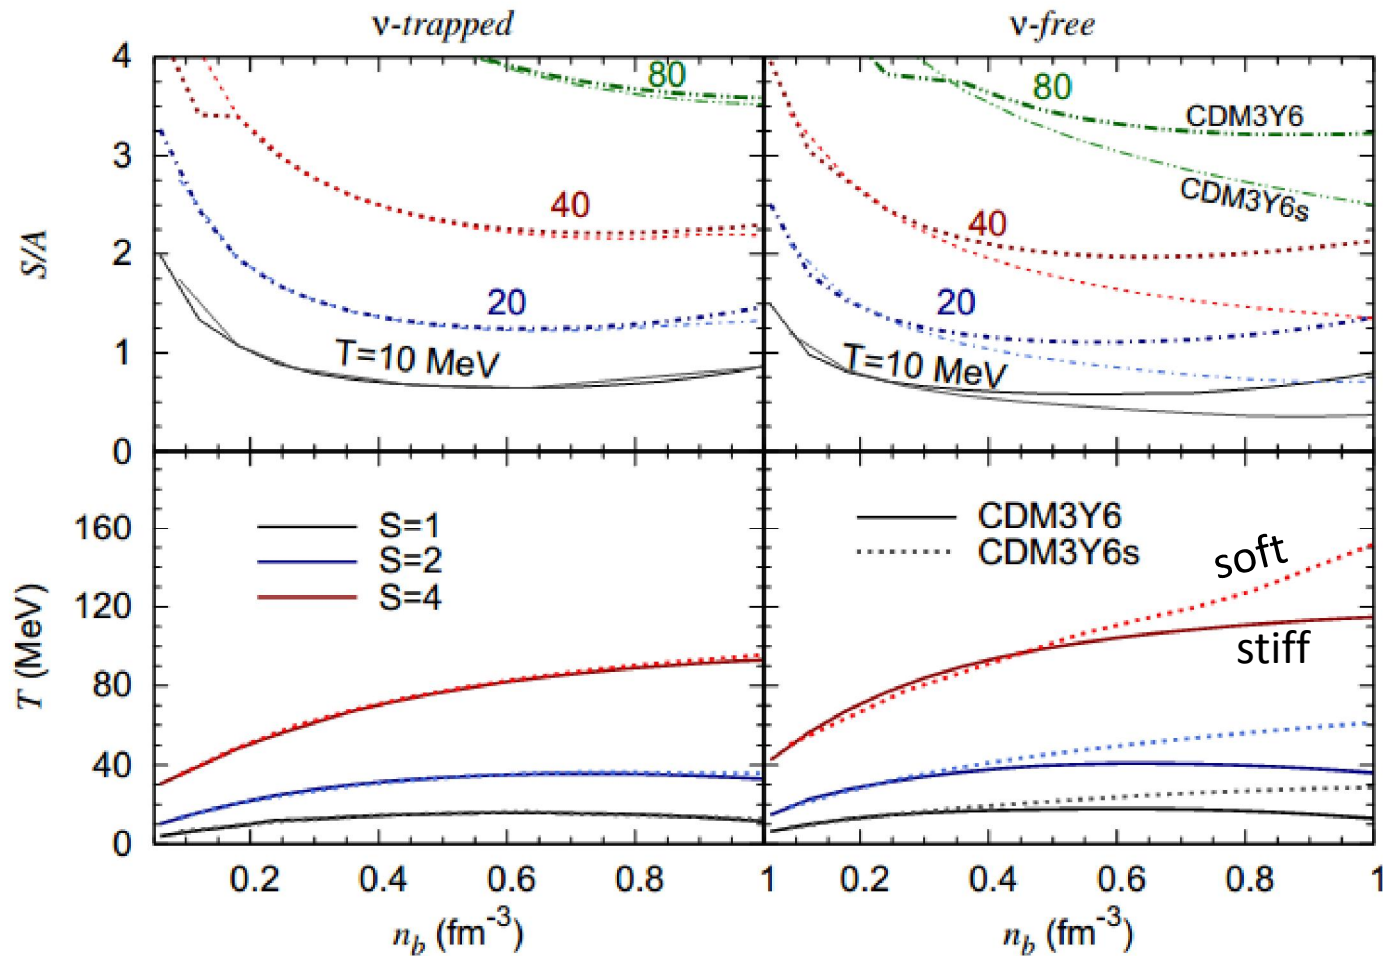 ν-trapped
ν-free
4
3
2
1
0
S/A
80
40
20
T=10 MeV
80
CDM3Y6
CDM3Y6s
40
20
T=10 MeV
160
120
80
40
0
T (MeV)
S=1
S=2
S=4
CDM3Y6
CDM3Y6s
soft
stiff
0.2 0.4 0.6 0.8 1 0.2 0.4 0.6 0.8 1
n_b (fm⁻³)
n_b (fm⁻³)